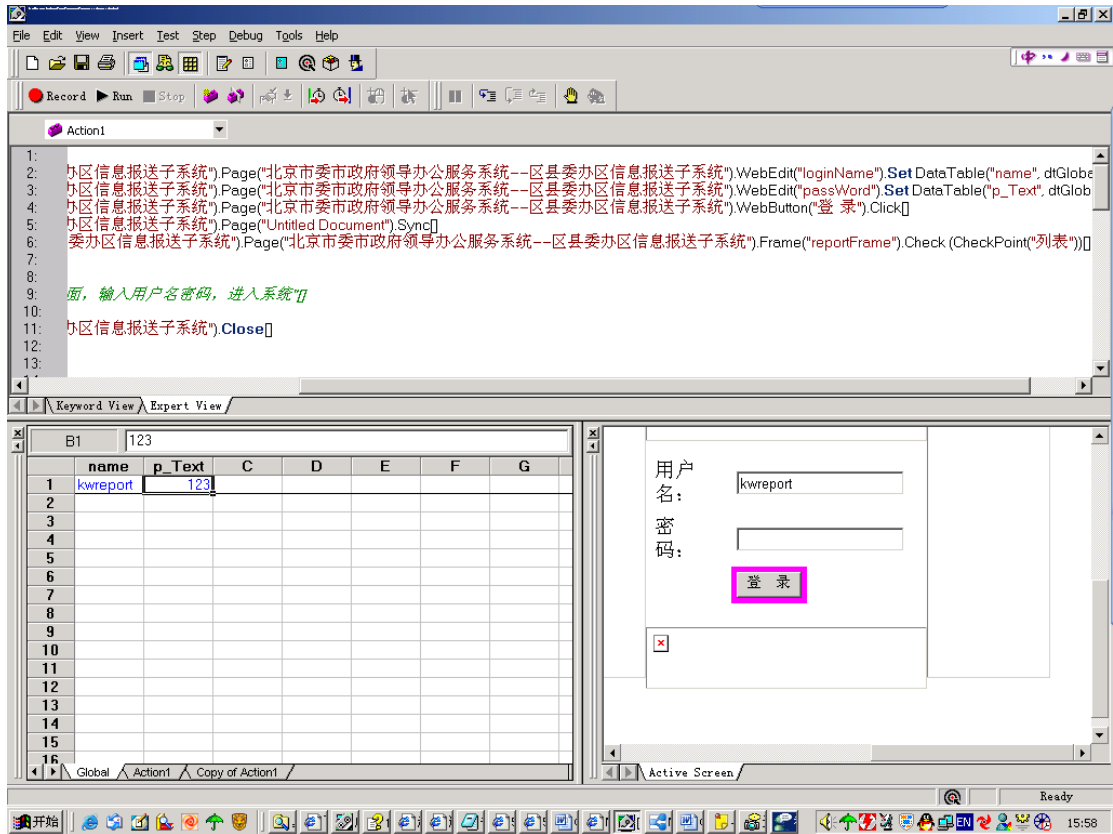 File Edit View Insert Test Step Debug Tools Help
中
Record Run Stop
Action1
1:
2: 办区信息报送子系统").Page("北京市委市政府领导办公服务系统--区县委办区信息报送子系统").WebEdit("loginName").Set DataTable("name", dtGloba
3: 办区信息报送子系统").Page("北京市委市政府领导办公服务系统--区县委办区信息报送子系统").WebEdit("passWord").Set DataTable("p_Text", dtGlob
4: 办区信息报送子系统").Page("北京市委市政府领导办公服务系统--区县委办区信息报送子系统").WebButton("登 录").Click[]
5: 办区信息报送子系统").Page("Untitled Document").Sync[]
6: 委办区信息报送子系统").Page("北京市委市政府领导办公服务系统--区县委办区信息报送子系统").Frame("reportFrame").Check (CheckPoint("列表"))[]
7:
8:
9: 面，输入用户名密码，进入系统"[]
10:
11: 办区信息报送子系统").Close[]
12:
13:
Keyword View Expert View
B1 123
name p_Text C D E F G
1 kwreport 123
2
3
4
5
6
7
8
9
10
11
12
13
14
15
16
Global Action1 Copy of Action1
用户
名： kwreport
密
码：
登 录
Active Screen
Ready
开始 EN 15:58